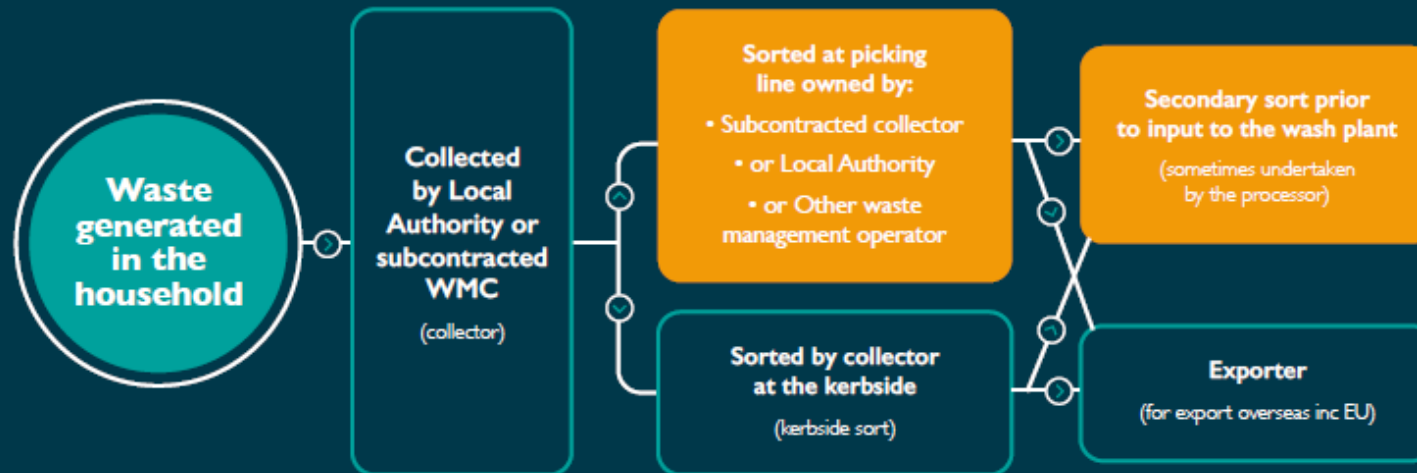 Waste
generated
in the
household
Collected
by Local
Authority or
subcontracted
WMC
(collector)
Sorted at picking
line owned by:
• Subcontracted collector
• or Local Authority
• or Other waste
management operator
Sorted by collector
at the kerbside
(kerbside sort)
Secondary sort prior
to input to the wash plant
(sometimes undertaken
by the processor)
Exporter
(for export overseas inc EU)